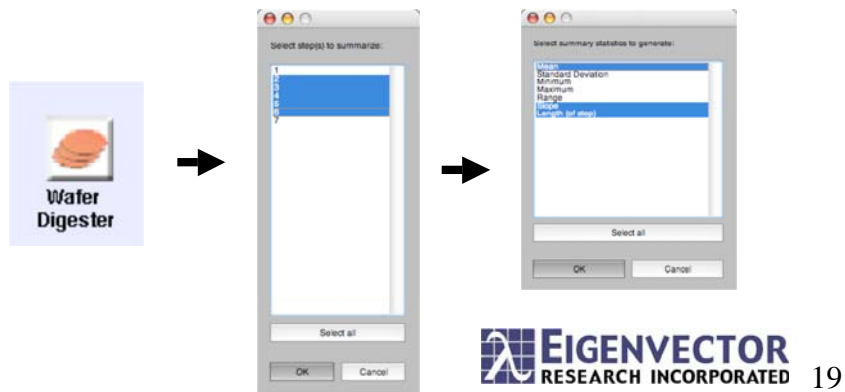 Wafer
Digester
Select step(s) to summarize:
1
2
3
4
5
6
7
Select all
OK
Cancel
Select summary statistics to generate:
Mean
Standard Deviation
Minimum
Maximum
Range
Slope
Length (of step)
Select all
OK
Cancel
EIGENVECTOR
RESEARCH INCORPORATED
19